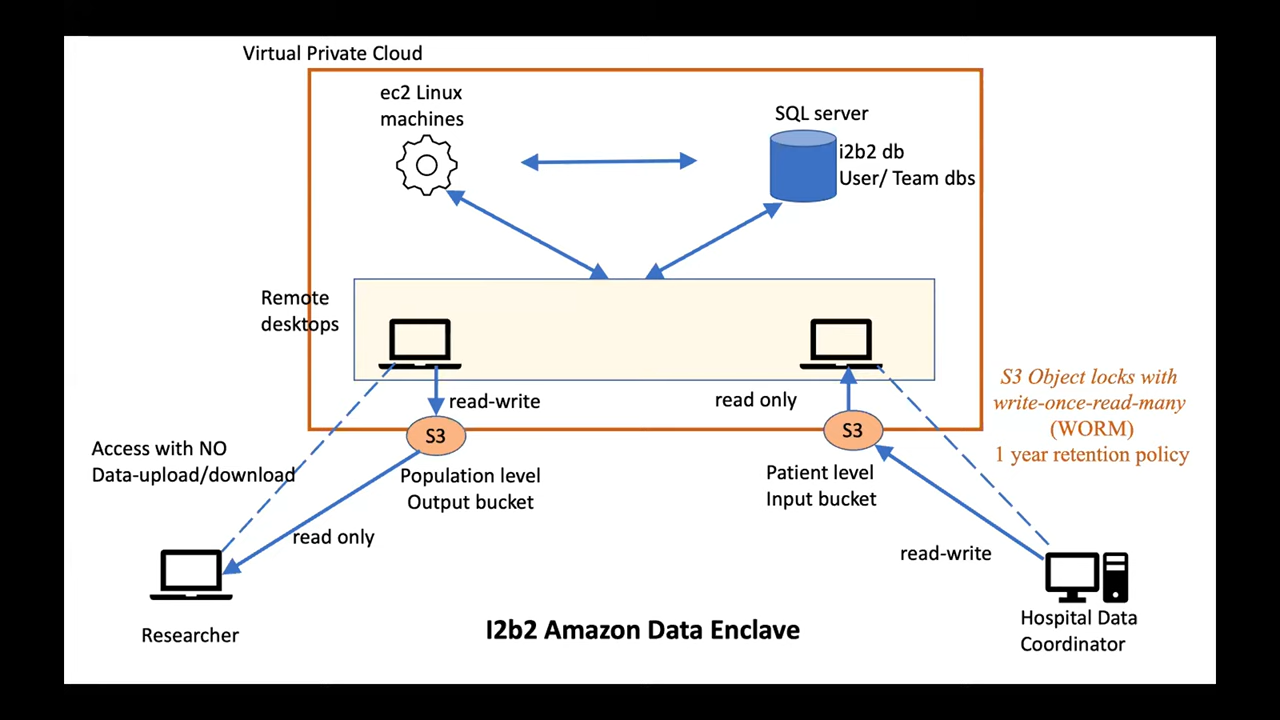 Virtual Private Cloud
ec2 Linux
machines
SQL server
i2b2 db
User/ Team dbs
Remote
desktops
read-write
read only
S3 Object locks with
write-once-read-many
(WORM)
1 year retention policy
S3
S3
Access with NO
Data-upload/download
Population level
Output bucket
Patient level
Input bucket
read only
read-write
Researcher
I2b2 Amazon Data Enclave
Hospital Data
Coordinator